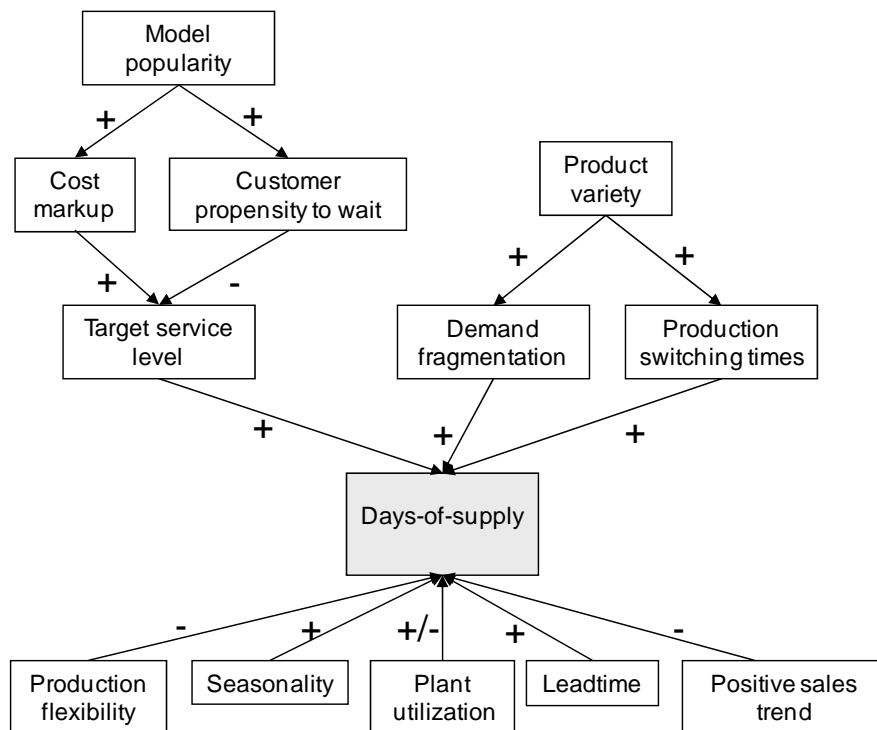 Model
popularity
+
+
Cost
markup
Customer
propensity to wait
Product
variety
+
-
+
+
Target service
level
Demand
fragmentation
Production
switching times
+
+
+
Days-of-supply
-
+
+/-
+
-
Production
flexibility
Seasonality
Plant
utilization
Leadtime
Positive sales
trend